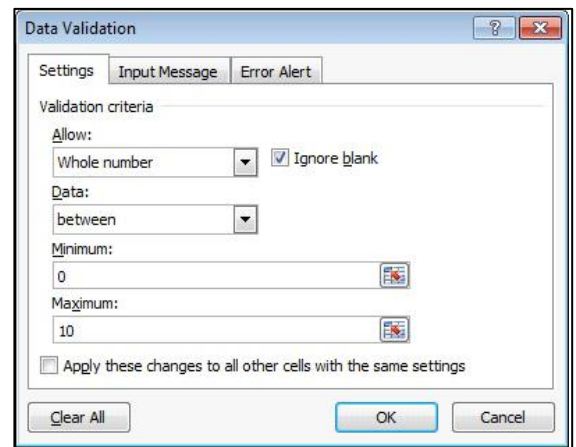 Data Validation
Settings Input Message Error Alert
Validation criteria
Allow:
Whole number Ignore blank
Data:
between
Minimum:
0
Maximum:
10
Apply these changes to all other cells with the same settings
Clear All OK Cancel